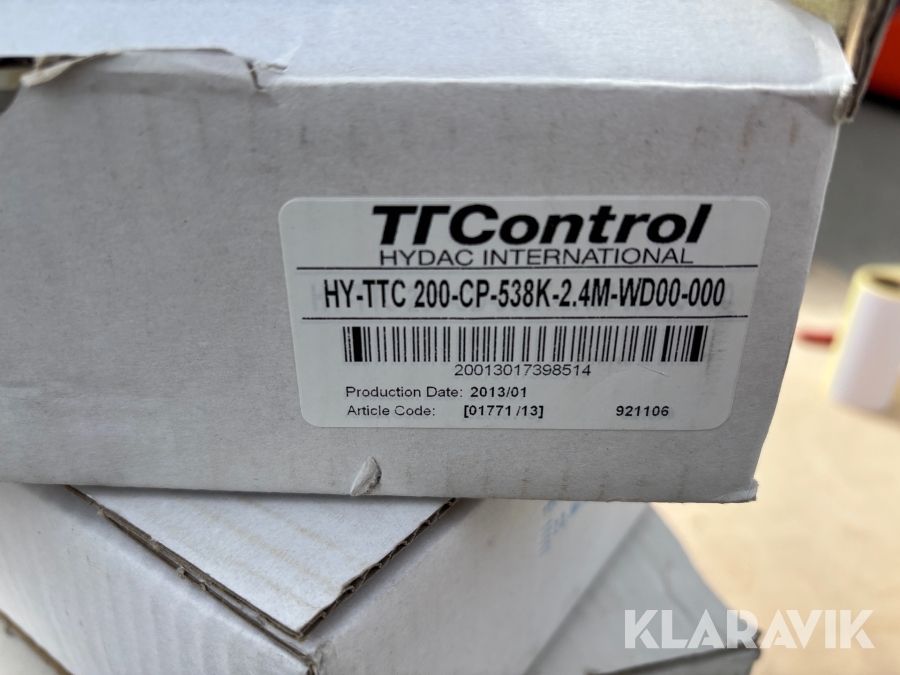 TTControl
HYDAC INTERNATIONAL
HY-TTC 200-CP-538K-2.4M-WD00-000
20013017398514
Production Date: 2013/01
Article Code: [01771 /13] 921106
KLARAVIK